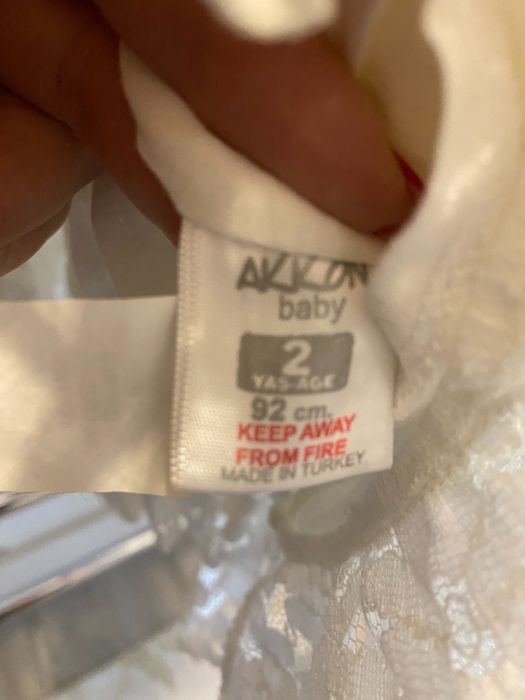 AKKON
baby
2
YAŞ-AGE
92 cm.
KEEP AWAY
FROM FIRE
MADE IN TURKEY